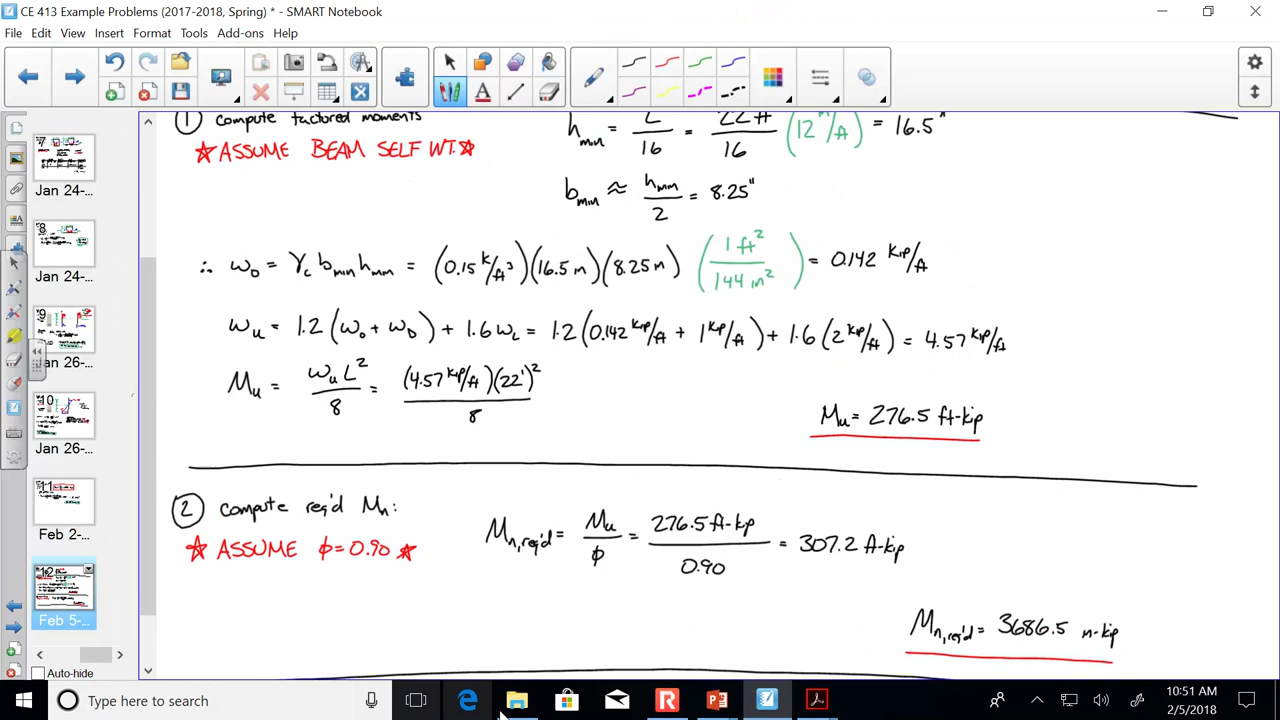 CE 413 Example Problems (2017-2018, Spring) * - SMART Notebook
File Edit View Insert Format Tools Add-ons Help
① compute factored moments
☆ASSUME BEAM SELF WT.☆
h_min = L/16 = 22 ft/16 (12 in/ft) = 16.5"
b_min ≈ h_min/2 = 8.25"
∴ w₀ = γ_c b_min h_min = (0.15 k/ft³)(16.5 in)(8.25 in) (1 ft²/144 in²) = 0.142 kip/ft
w_u = 1.2 (w₀ + w_D) + 1.6 w_L = 1.2 (0.142 kip/ft + 1 kip/ft) + 1.6 (2 kip/ft) = 4.57 kip/ft
M_u = w_u L²/8 = (4.57 kip/ft)(22')²/8
M_u = 276.5 ft-kip
② compute req'd M_n:
☆ ASSUME φ = 0.90 ☆
M_n,req'd = M_u/φ = 276.5 ft-kip/0.90 = 307.2 ft-kip
M_n,req'd = 3686.5 in-kip
7
Jan 24-
8
Jan 24-
9
Jan 26-
10
Jan 26-
11
Feb 2-
12
Feb 5-
Auto-hide
Type here to search
10:51 AM
2/5/2018